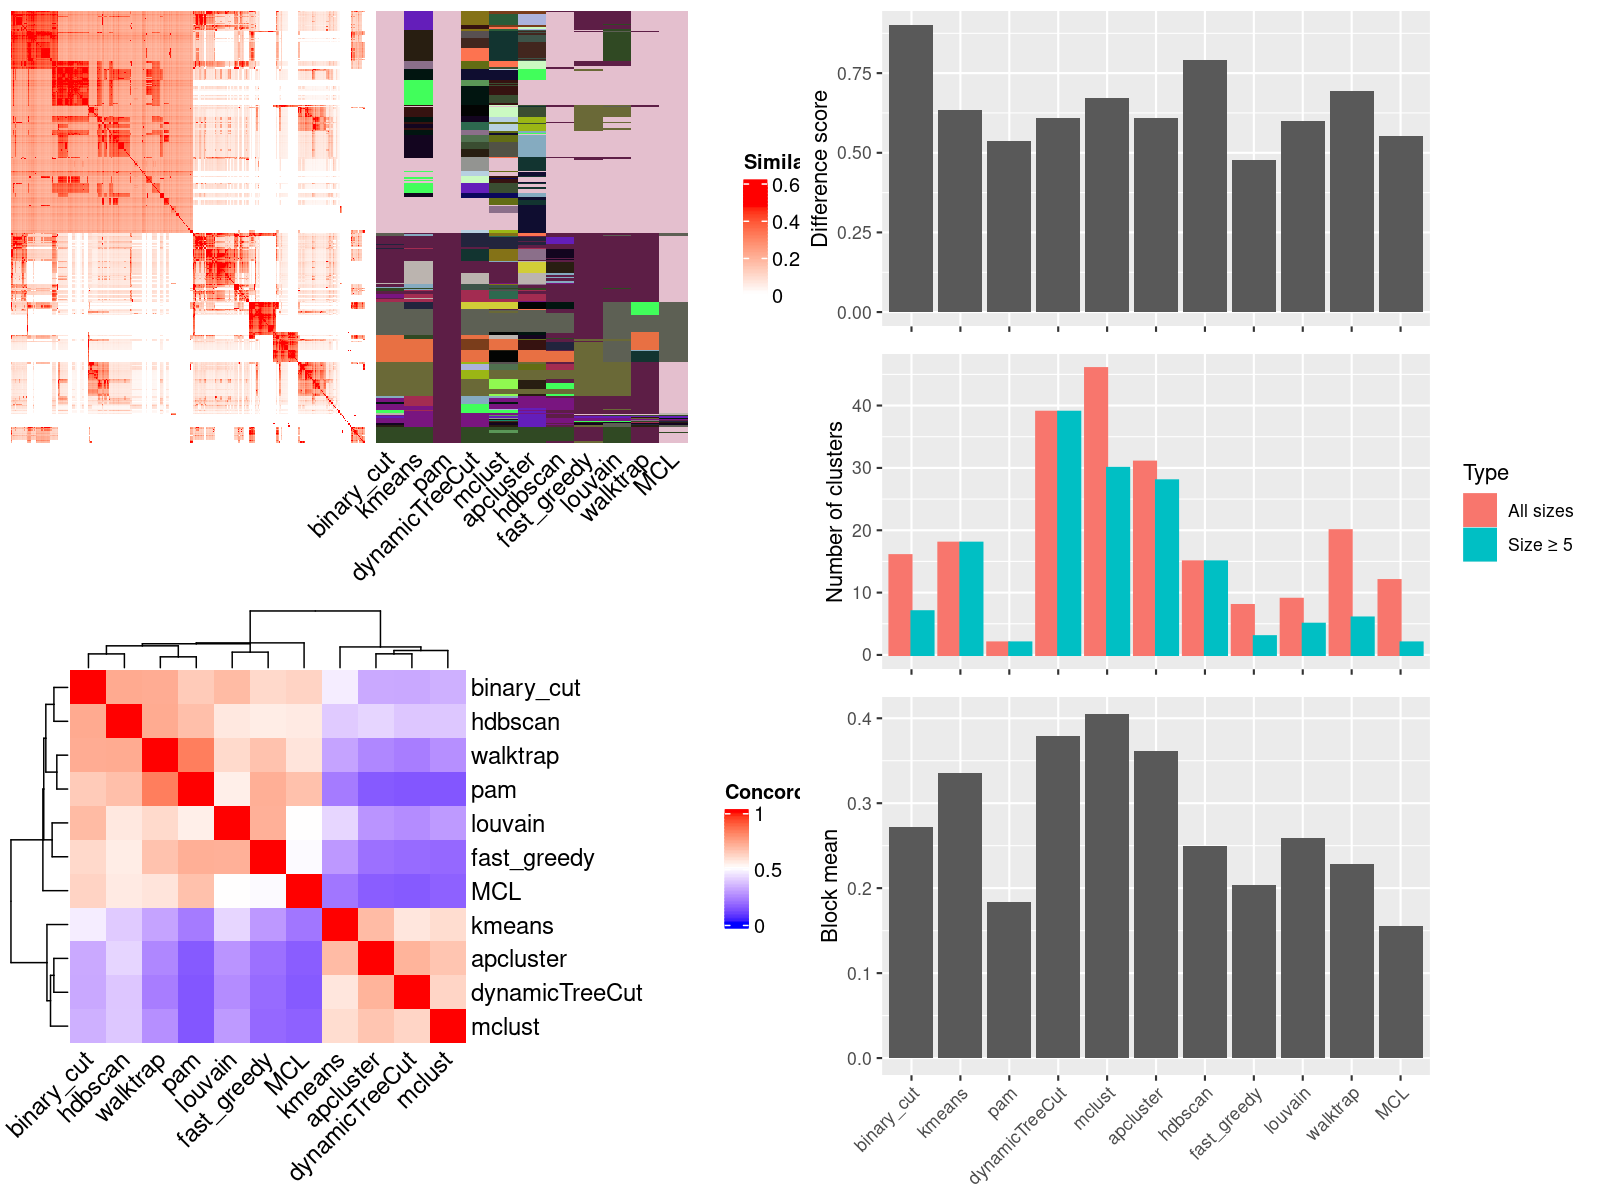 Simila
0.6
0.4
0.2
0
binary_cut
kmeans
pam
dynamicTreeCut
mclust
apcluster
hdbscan
fast_greedy
louvain
walktrap
MCL
binary_cut
hdbscan
walktrap
pam
louvain
fast_greedy
MCL
kmeans
apcluster
dynamicTreeCut
mclust
binary_cut
hdbscan
walktrap
pam
louvain
fast_greedy
MCL
kmeans
apcluster
dynamicTreeCut
mclust
Concord
1
0.5
0
Difference score
0.75
0.50
0.25
0.00
Number of clusters
40
30
20
10
0
Type
All sizes
Size ≥ 5
Block mean
0.4
0.3
0.2
0.1
0.0
binary_cut
kmeans
pam
dynamicTreeCut
mclust
apcluster
hdbscan
fast_greedy
louvain
walktrap
MCL